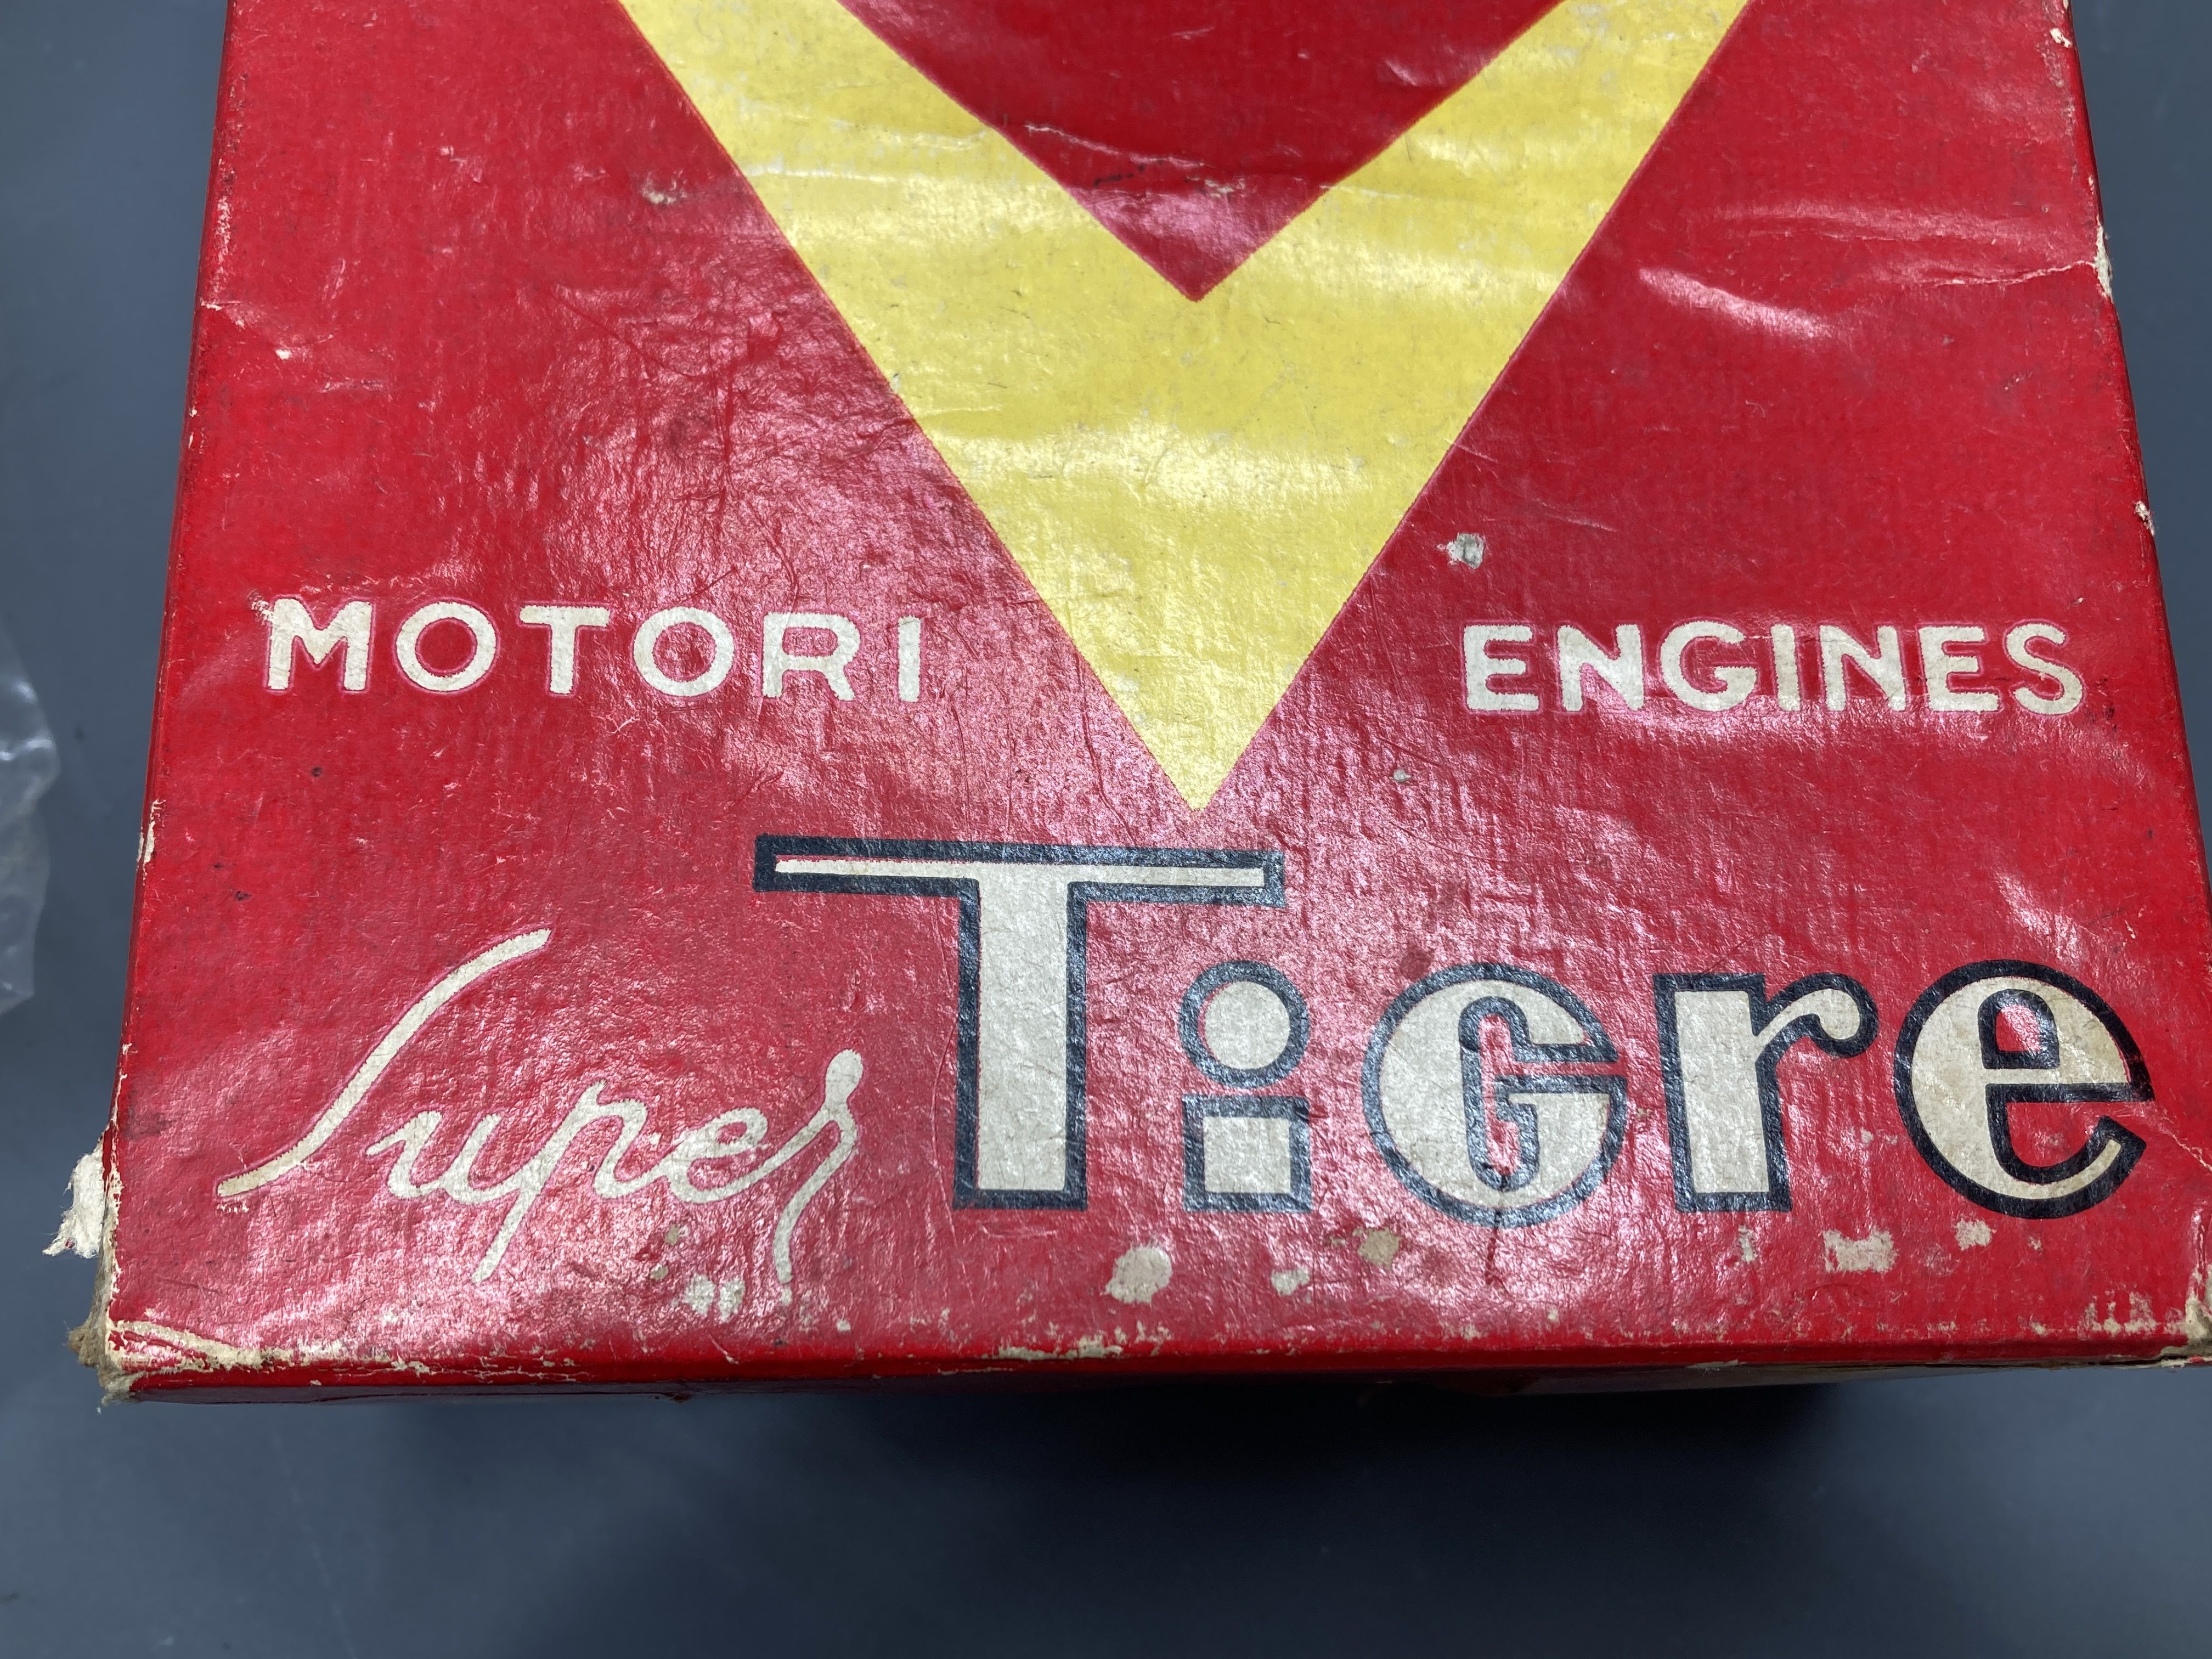 MOTORI ENGINES
Super Tigre